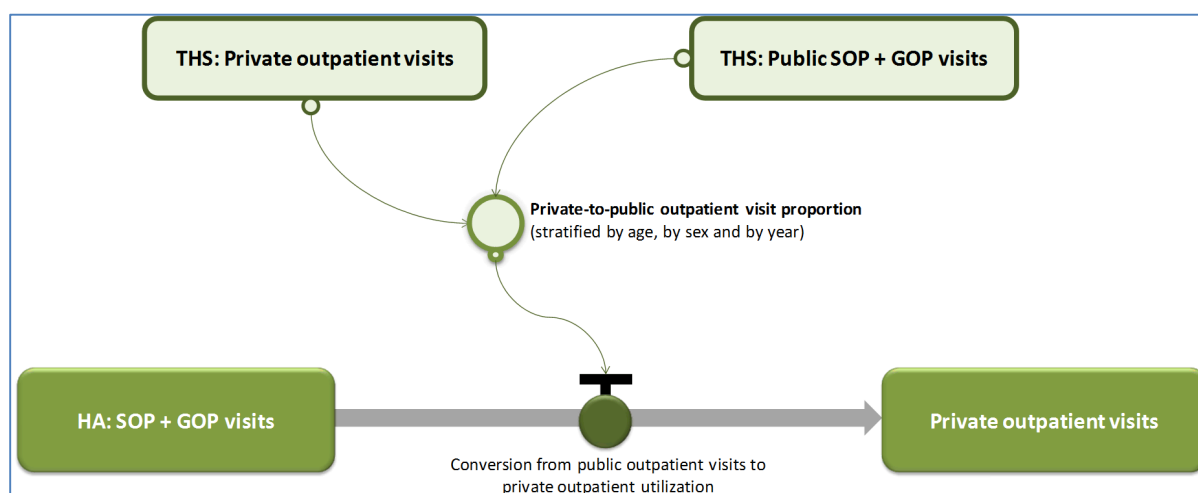 THS: Private outpatient visits
THS: Public SOP + GOP visits
Private-to-public outpatient visit proportion
(stratified by age, by sex and by year)
HA: SOP + GOP visits
Private outpatient visits
Conversion from public outpatient visits to
private outpatient utilization